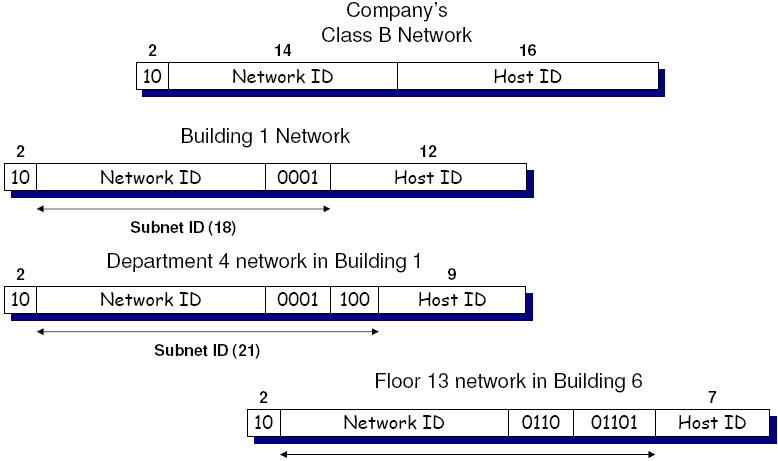 Company's
Class B Network
2 14 16
10 Network ID Host ID
Building 1 Network
2 12
10 Network ID 0001 Host ID
Subnet ID (18)
Department 4 network in Building 1
2 9
10 Network ID 0001 100 Host ID
Subnet ID (21)
Floor 13 network in Building 6
2 7
10 Network ID 0110 01101 Host ID